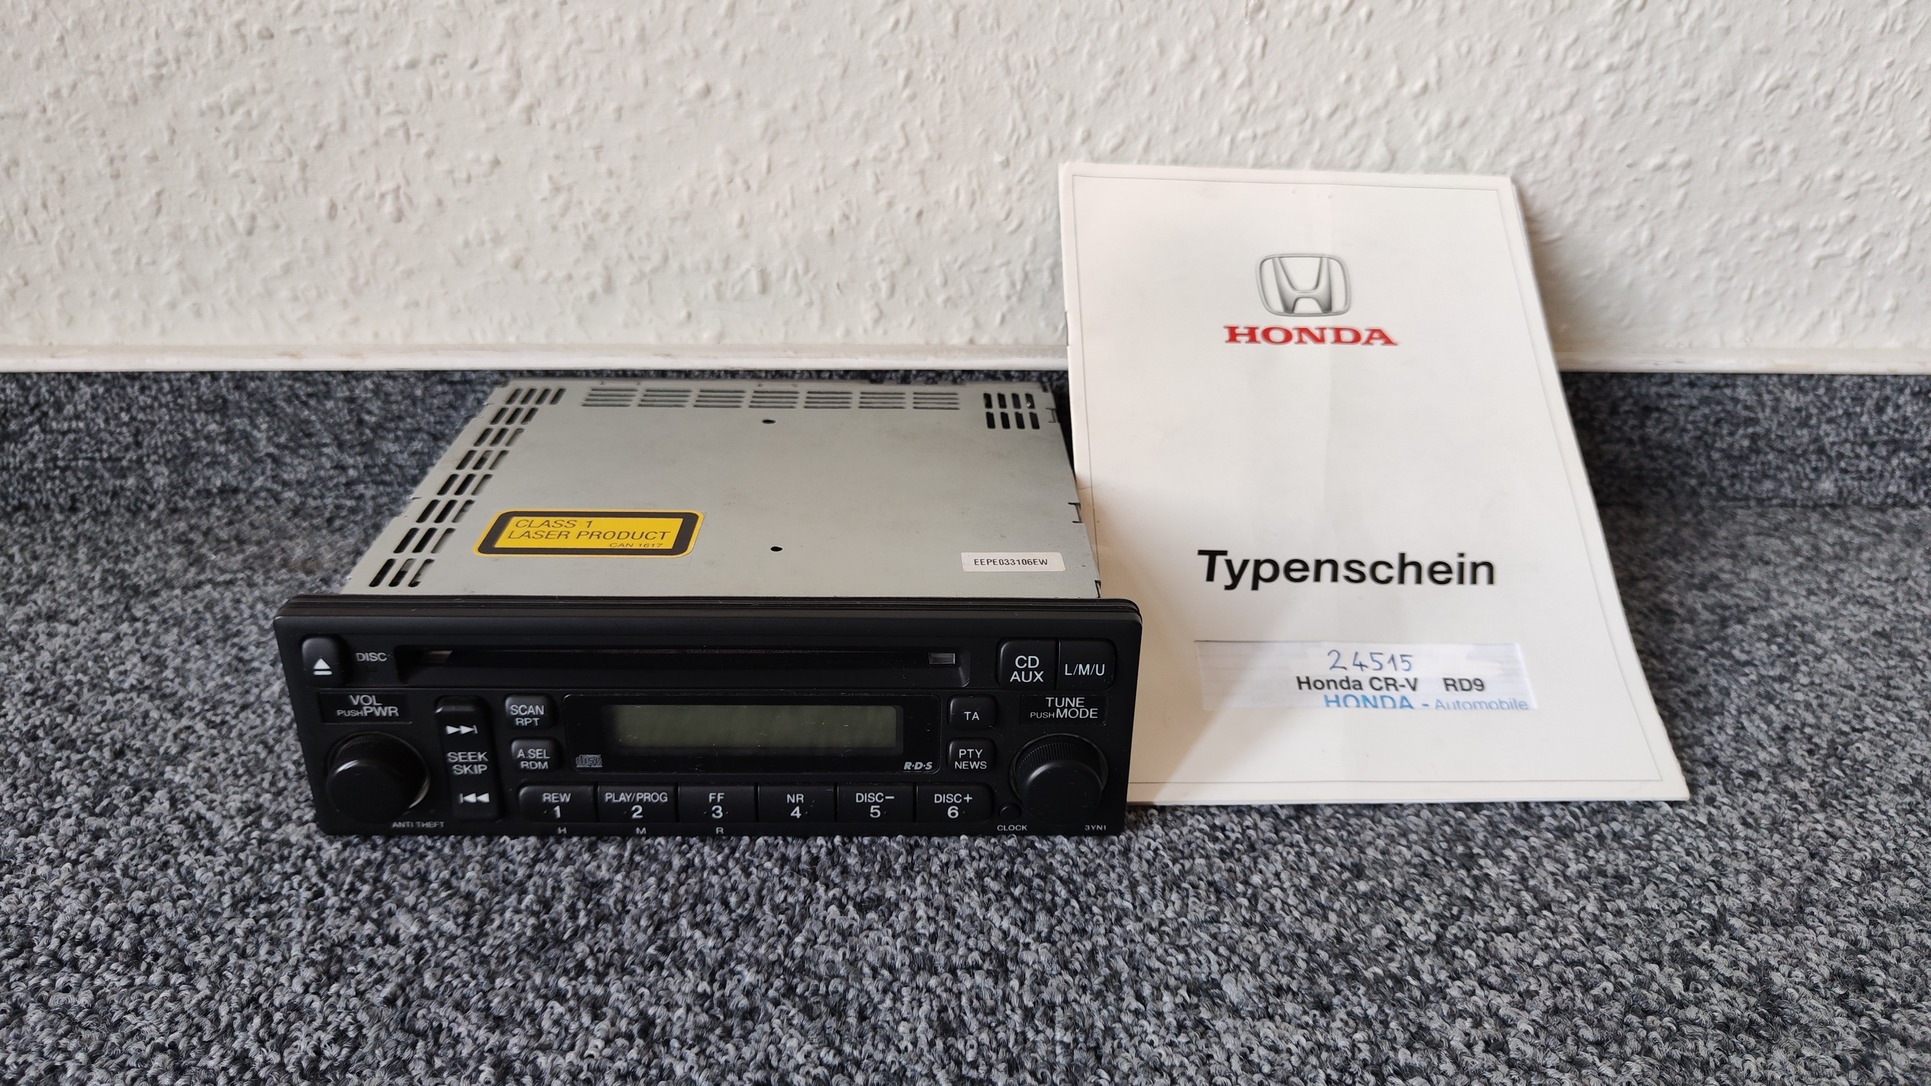 HONDA
Typenschein
24515
Honda CR-V RD9
HONDA - Automobile
CLASS 1
LASER PRODUCT
CAN 1617
EEPE033106EW
DISC
CD
AUX
L/M/U
VOL
PUSH PWR
SEEK
SKIP
SCAN
RPT
A.SEL
RDM
R·D·S
TA
PTY
NEWS
TUNE
PUSH MODE
REW
1
H
PLAY/PROG
2
M
FF
3
R
NR
4
DISC-
5
DISC+
6
ANTI THEFT
CLOCK
3YN1